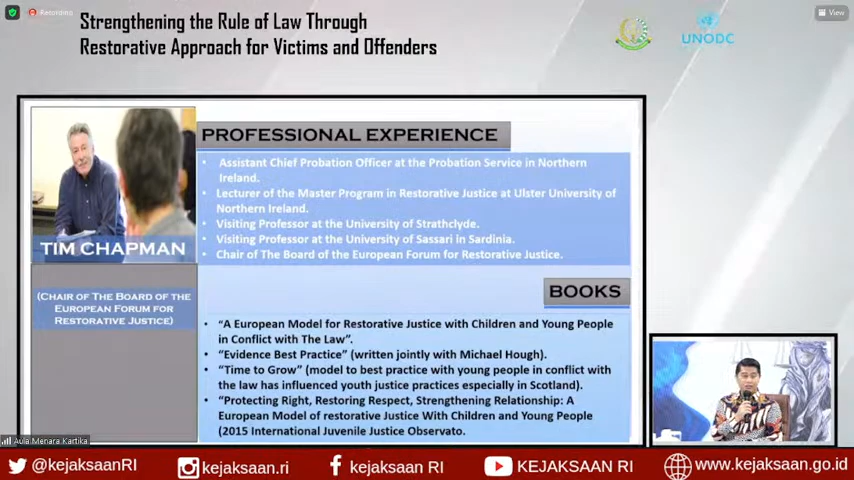 Recording
View
Strengthening the Rule of Law Through
Restorative Approach for Victims and Offenders
UNODC
PROFESSIONAL EXPERIENCE
• Assistant Chief Probation Officer at the Probation Service in Northern
Ireland.
• Lecturer of the Master Program in Restorative Justice at Ulster University of
Northern Ireland.
• Visiting Professor at the University of Strathclyde.
• Visiting Professor at the University of Sassari in Sardinia.
• Chair of The Board of the European Forum for Restorative Justice.
TIM CHAPMAN
(CHAIR OF THE BOARD OF THE
EUROPEAN FORUM FOR
RESTORATIVE JUSTICE)
BOOKS
• “A European Model for Restorative Justice with Children and Young People
in Conflict with The Law”.
• “Evidence Best Practice” (written jointly with Michael Hough).
• “Time to Grow” (model to best practice with young people in conflict with
the law has influenced youth justice practices especially in Scotland).
• “Protecting Right, Restoring Respect, Strengthening Relationship: A
European Model of restorative Justice With Children and Young People
(2015 International Juvenile Justice Observato.
Aula Menara Kartika
@kejaksaanRI
kejaksaan.ri
kejaksaan RI
KEJAKSAAN RI
www.kejaksaan.go.id